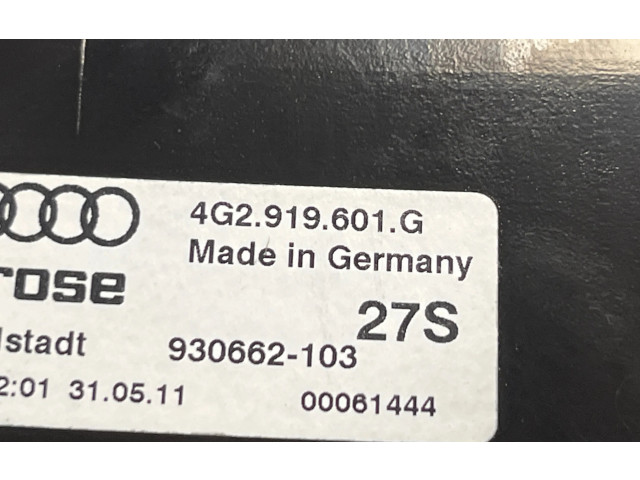 4G2.919.601.G
Made in Germany
rose
27S
lstadt 930662-103
2:01 31.05.11 00061444